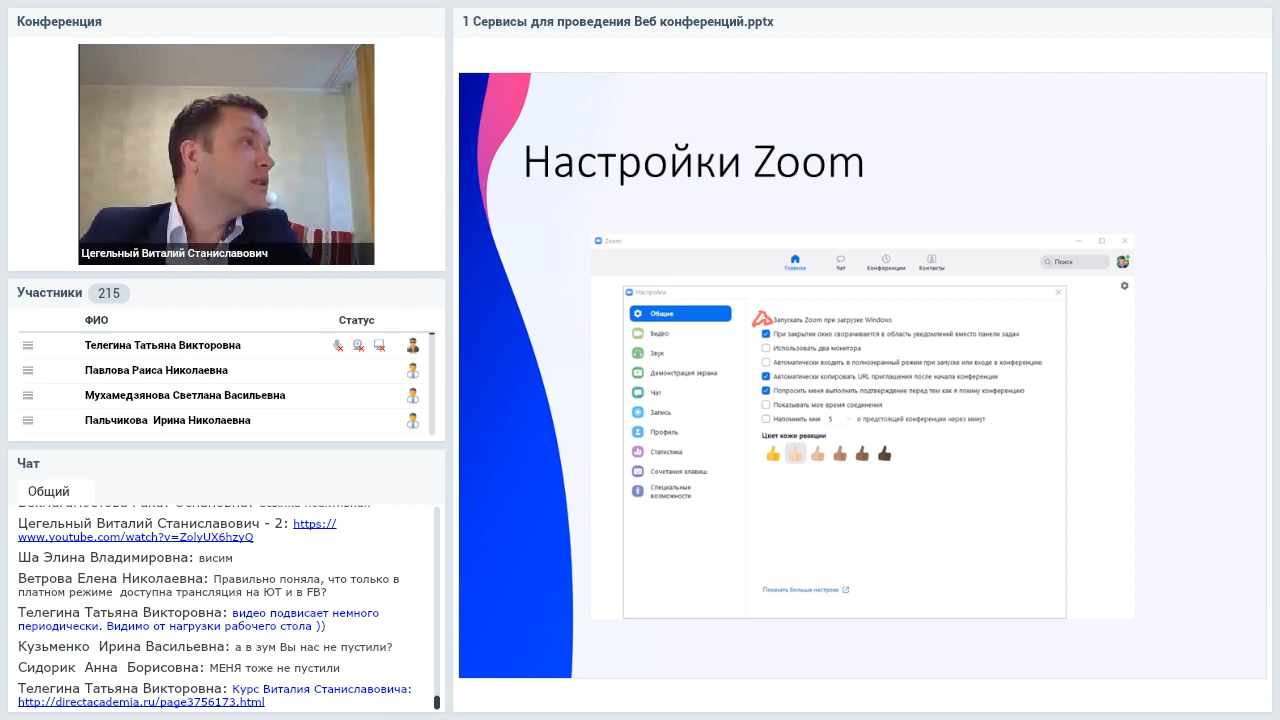 Конференция
Цегельный Виталий Станиславович
Участники 215
ФИО Статус
Телегина Татьяна Викторовна
Павлова Раиса Николаевна
Мухамедзянова Светлана Васильевна
Пальчикова Ирина Николаевна
Чат
Общий
Цегельный Виталий Станиславович - 2: https://
www.youtube.com/watch?v=ZolyUX6hzyQ
Ша Элина Владимировна: висим
Ветрова Елена Николаевна: Правильно поняла, что только в
платном режиме доступна трансляция на ЮТ и в FB?
Телегина Татьяна Викторовна: видео подвисает немного
периодически. Видимо от нагрузки рабочего стола ))
Кузьменко Ирина Васильевна: а в зум Вы нас не пустили?
Сидорик Анна Борисовна: МЕНЯ тоже не пустили
Телегина Татьяна Викторовна: Курс Виталия Станиславовича:
http://directacademia.ru/page3756173.html
1 Сервисы для проведения Веб конференций.pptx
Настройки Zoom
Zoom
Главная Чат Конференции Контакты Поиск
Настройки
Общие
Видео
Звук
Демонстрация экрана
Чат
Запись
Профиль
Статистика
Сочетания клавиш
Специальные
возможности
Запускать Zoom при загрузке Windows
При закрытии окно сворачивается в область уведомлений вместо панели задач
Использовать два монитора
Автоматически входить в полноэкранный режим при запуске или входе в конференцию
Автоматически копировать URL приглашения после начала конференции
Попросить меня выполнить подтверждение перед тем как я покину конференцию
Показывать мое время соединения
Напомнить мне 5 о предстоящей конференции через минут
Цвет кожи реакции
Показать больше настроек